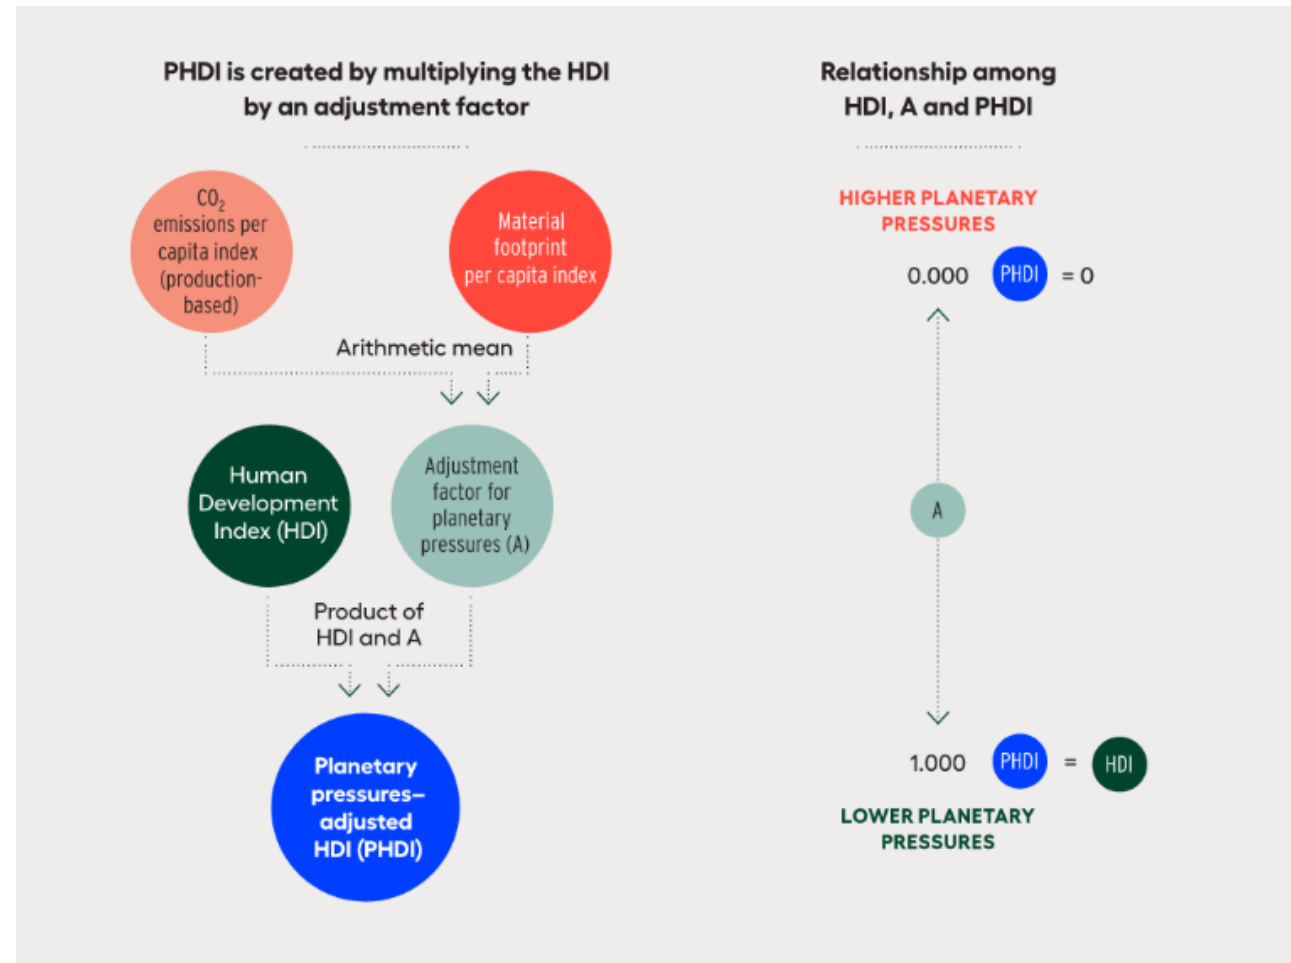 PHDI is created by multiplying the HDI
by an adjustment factor
CO₂
emissions per
capita index
(production-
based)
Material
footprint
per capita index
Arithmetic mean
Human
Development
Index (HDI)
Adjustment
factor for
planetary
pressures (A)
Product of
HDI and A
Planetary
pressures–
adjusted
HDI (PHDI)
Relationship among
HDI, A and PHDI
HIGHER PLANETARY
PRESSURES
0.000 PHDI = 0
A
1.000 PHDI = HDI
LOWER PLANETARY
PRESSURES